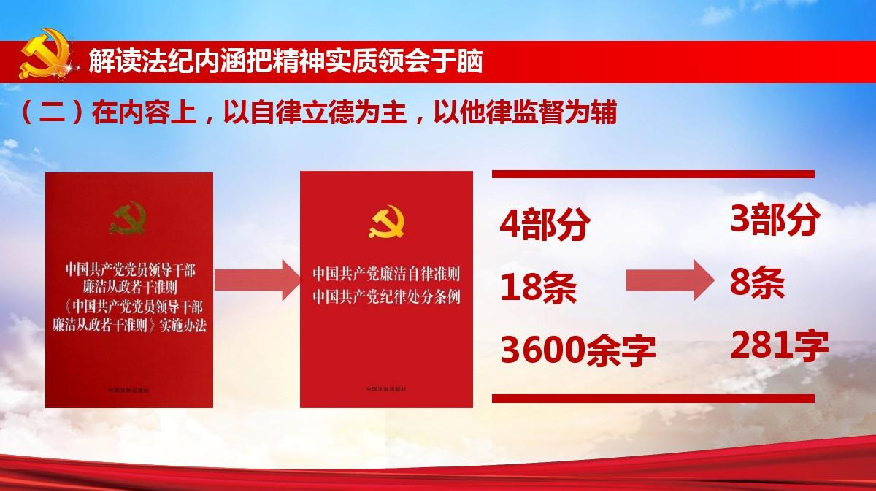 解读法纪内涵把精神实质领会于脑
（二）在内容上，以自律立德为主，以他律监督为辅
中国共产党党员领导干部
廉洁从政若干准则
《中国共产党党员领导干部
廉洁从政若干准则》实施办法
中国共产党廉洁自律准则
中国共产党纪律处分条例
4部分
18条
3600余字
3部分
8条
281字